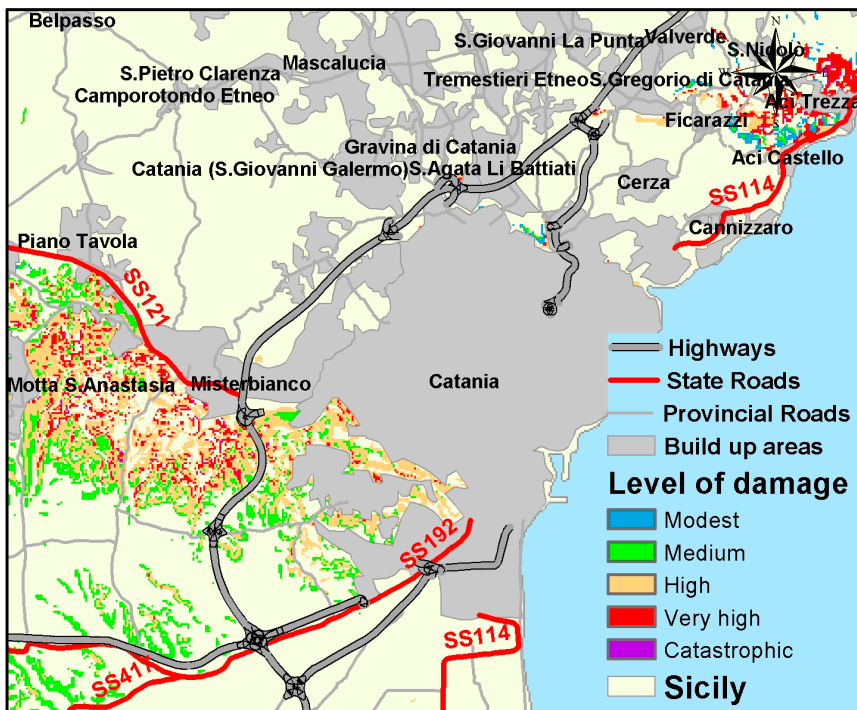 Belpasso
N
S.Giovanni La Punta
Valverde
S.Nicolò
Mascalucia
S.Pietro Clarenza
Tremestieri Etneo
S.Gregorio di Catania
W
Camporotondo Etneo
Aci Trezza
Ficarazzi
Gravina di Catania
Aci Castello
Catania (S.Giovanni Galermo)
S.Agata Li Battiati
Cerza
SS114
Cannizzaro
Piano Tavola
SS121
Highways
Motta S.Anastasia
Misterbianco
Catania
State Roads
Provincial Roads
Build up areas
Level of damage
Modest
SS192
Medium
High
Very high
SS114
Catastrophic
SS417
Sicily